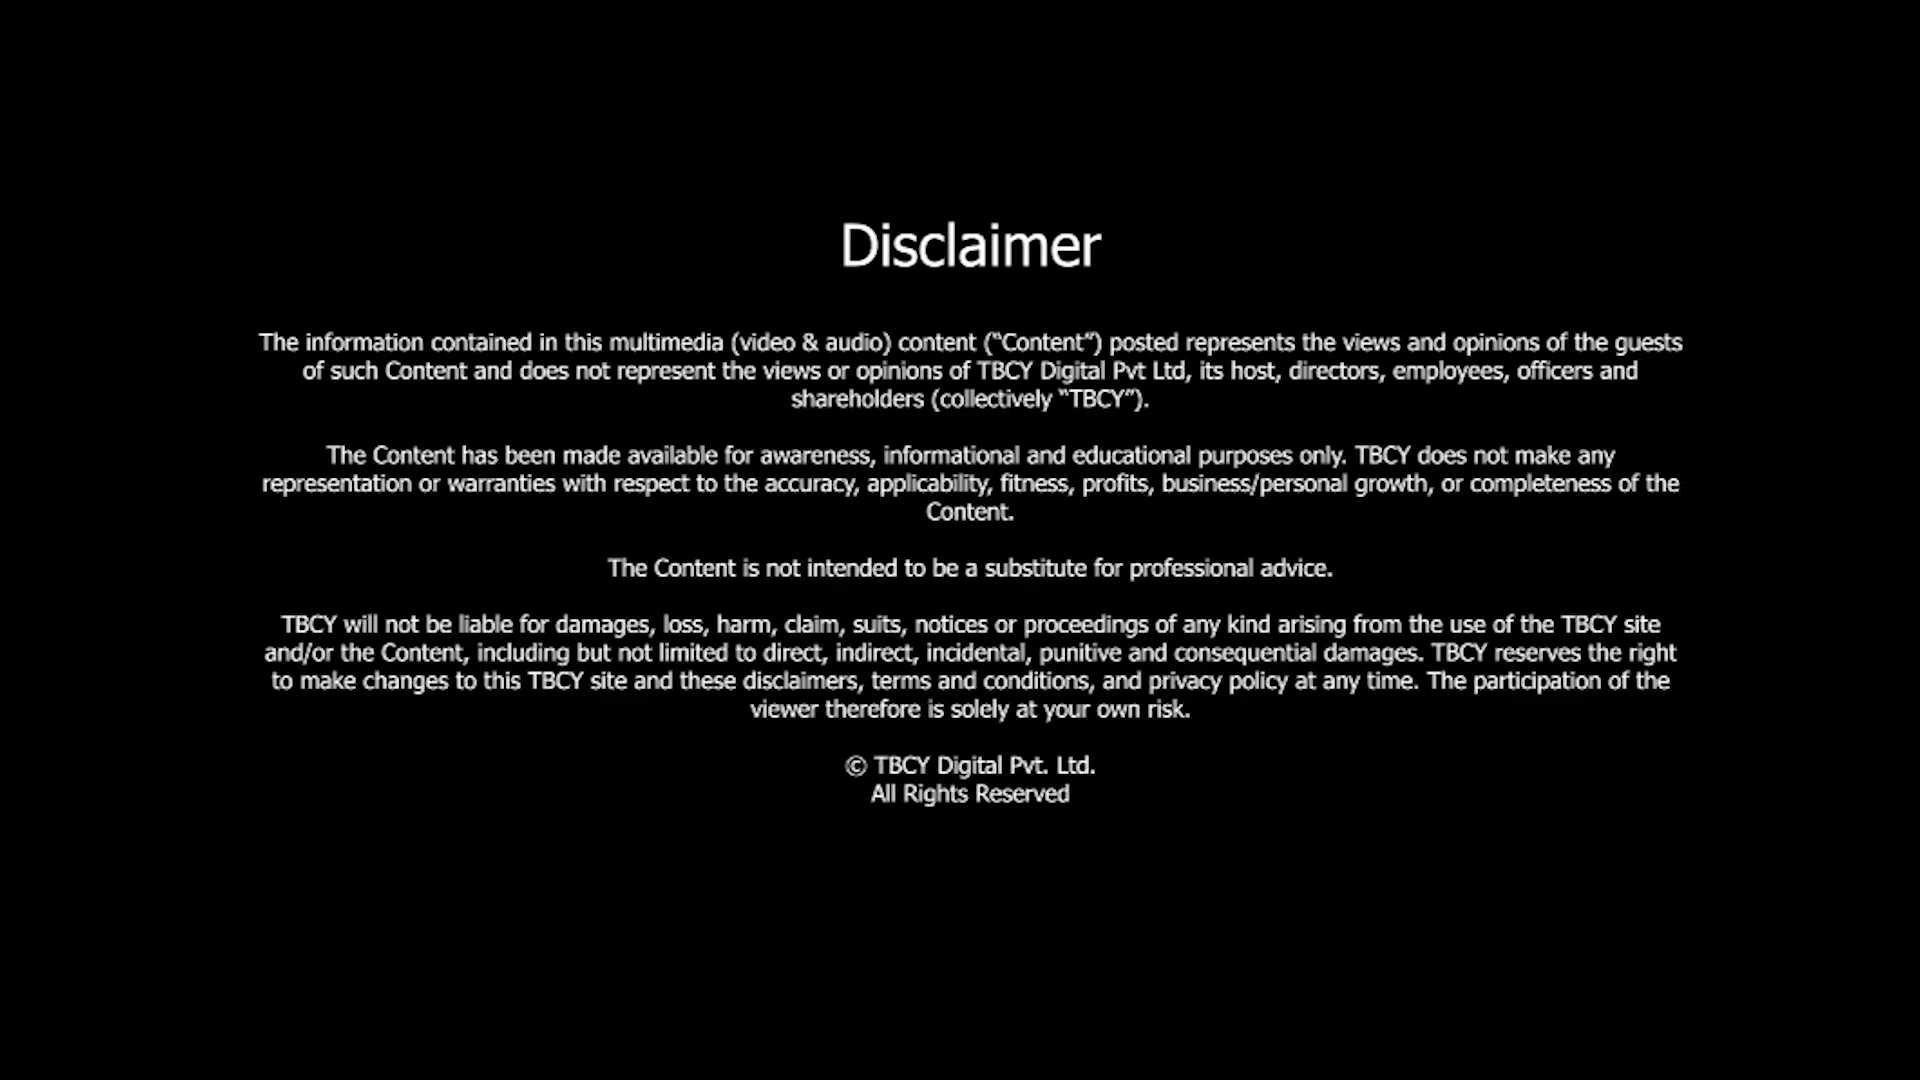 Disclaimer
The information contained in this multimedia (video & audio) content (“Content”) posted represents the views and opinions of the guests
of such Content and does not represent the views or opinions of TBCY Digital Pvt Ltd, its host, directors, employees, officers and
shareholders (collectively “TBCY”).
The Content has been made available for awareness, informational and educational purposes only. TBCY does not make any
representation or warranties with respect to the accuracy, applicability, fitness, profits, business/personal growth, or completeness of the
Content.
The Content is not intended to be a substitute for professional advice.
TBCY will not be liable for damages, loss, harm, claim, suits, notices or proceedings of any kind arising from the use of the TBCY site
and/or the Content, including but not limited to direct, indirect, incidental, punitive and consequential damages. TBCY reserves the right
to make changes to this TBCY site and these disclaimers, terms and conditions, and privacy policy at any time. The participation of the
viewer therefore is solely at your own risk.
© TBCY Digital Pvt. Ltd.
All Rights Reserved